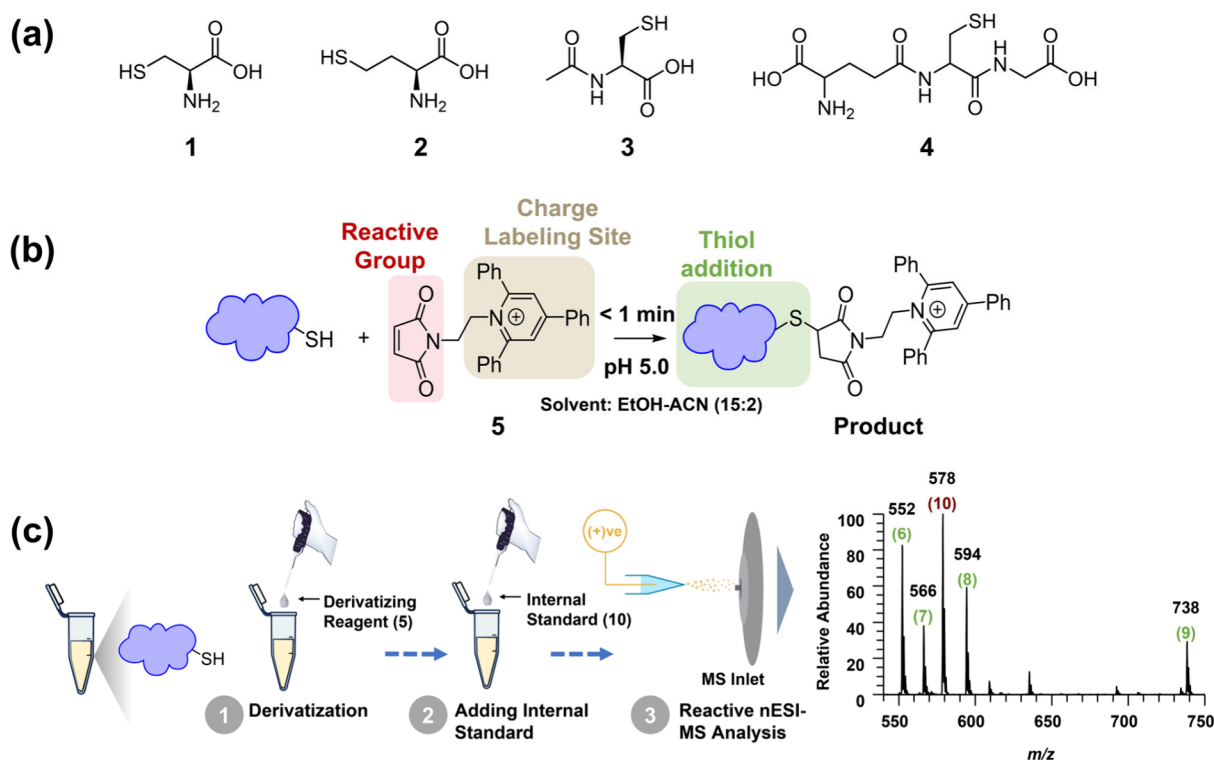 (a)
SH
O
HS
OH
NH2
1
HS
O
OH
NH2
2
SH
O
N
H
OH
O
3
SH
O
O
HO
N
H
H
N
OH
NH2
O
O
4
(b)
Reactive
Group
Charge
Labeling Site
Thiol
addition
SH
+
O
N
O
Ph
N
+
Ph
Ph
5
< 1 min
pH 5.0
Solvent: EtOH-ACN (15:2)
S
O
N
O
Ph
N
+
Ph
Ph
Product
(c)
SH
Derivatizing
Reagent (5)
1 Derivatization
Internal
Standard (10)
2 Adding Internal
Standard
(+)ve
MS Inlet
3 Reactive nESI-
MS Analysis
Relative Abundance
100
80
60
40
20
0
552
(6)
566
(7)
578
(10)
594
(8)
738
(9)
550 600 650 700 750
m/z